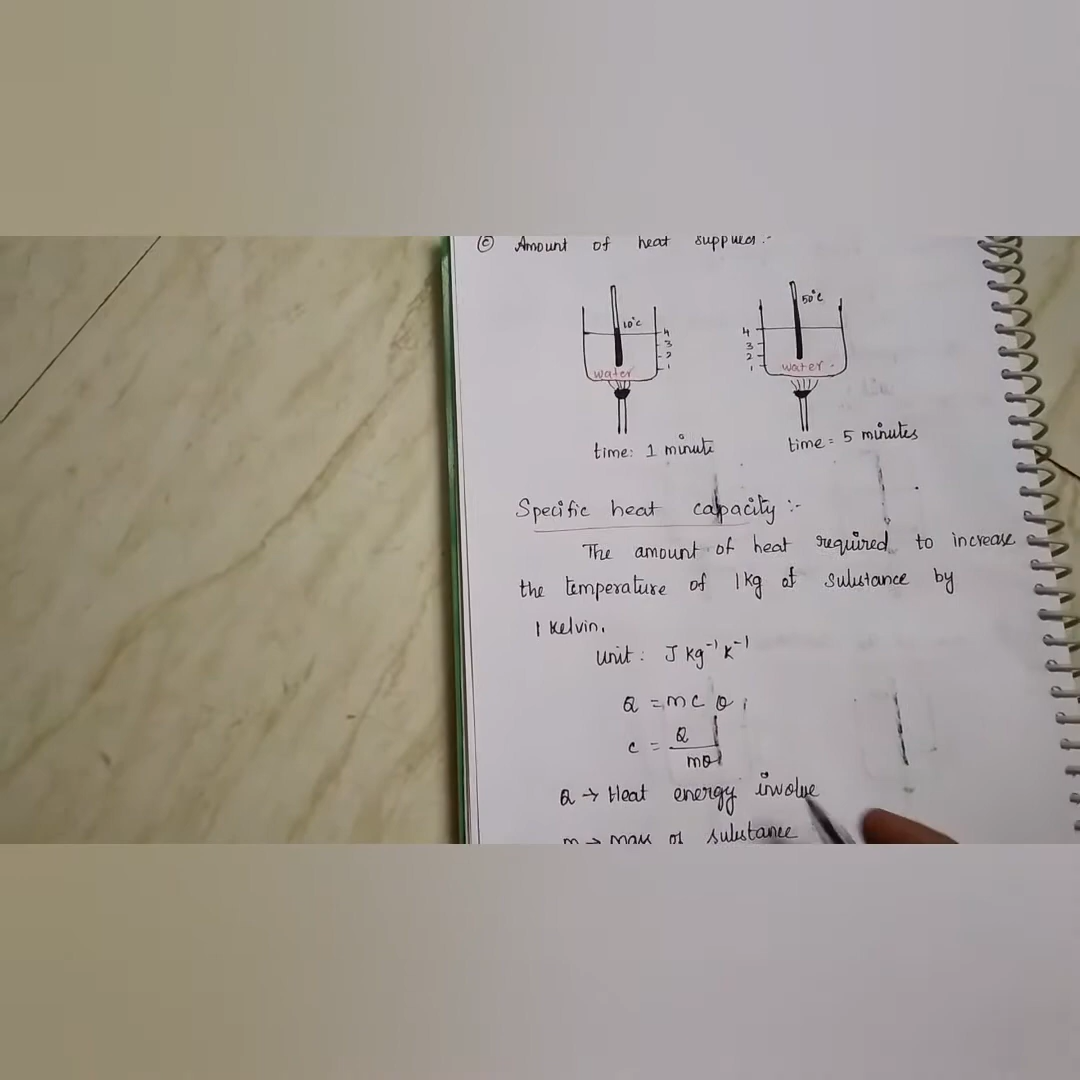 (c) Amount of heat supplied :-
10°c
50°c
4
3
2
1
4
3
2
1
water
water
time: 1 minute
time = 5 minutes
Specific heat capacity :-
The amount of heat required to increase
the temperature of 1kg of substance by
1 Kelvin.
Unit : J Kg⁻¹ K⁻¹
Q = mcθ
c = Q
mθ
Q → Heat energy involve
m → mass of substance